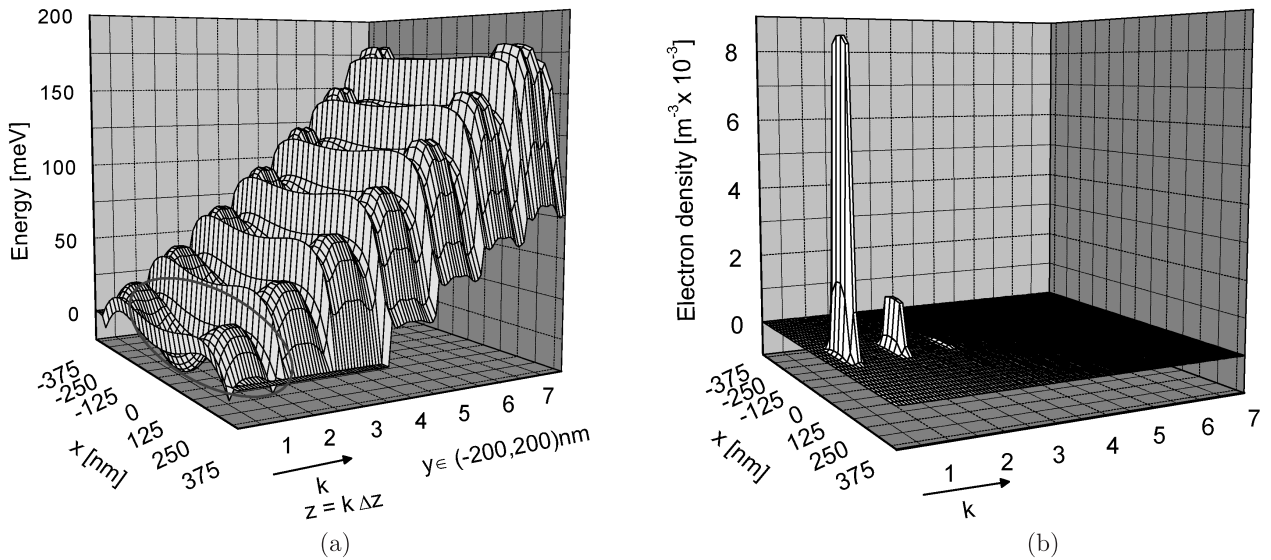 200
150
100
50
0
Energy [meV]
-375
-250
-125
0
125
250
375
x [nm]
1 2 3 4 5 6 7
k
z = k Δz
y∈ (-200,200)nm
(a)
8
6
4
2
0
Electron density [m⁻³x 10⁻³]
-375
-250
-125
0
125
250
375
x [nm]
1 2 3 4 5 6 7
k
(b)